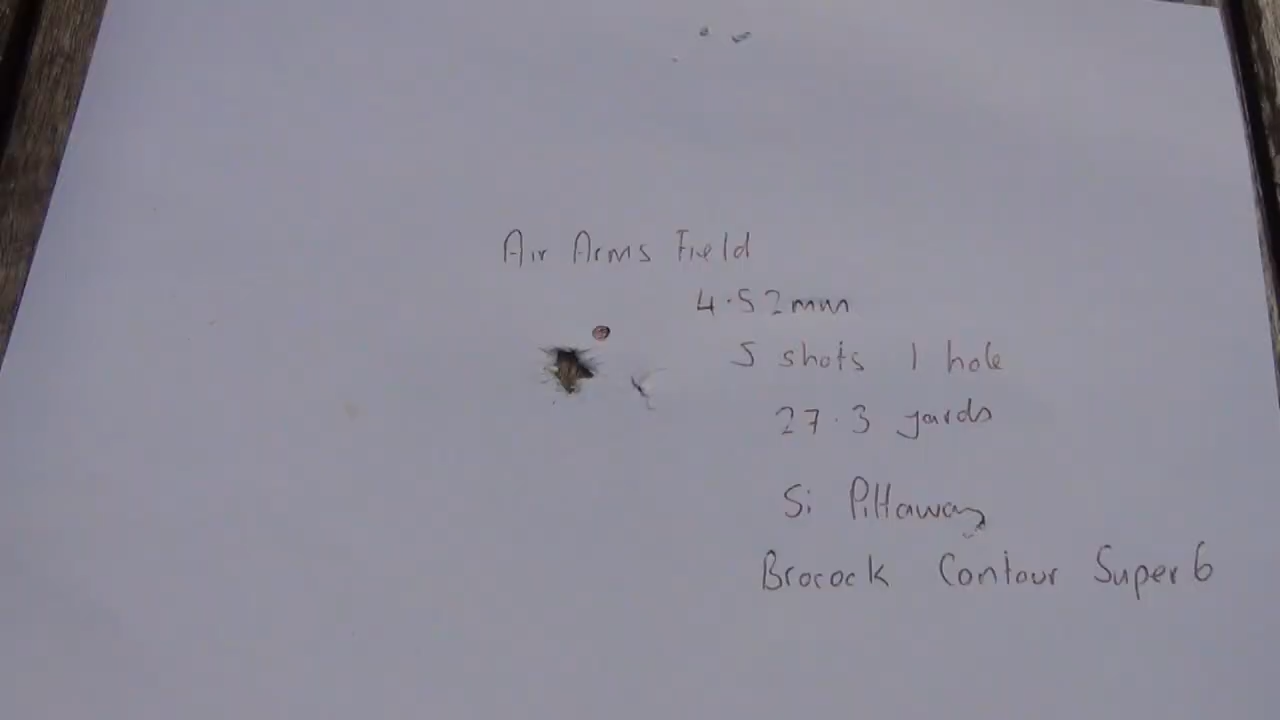 Air Arms Field
4.52mm
5 shots 1 hole
27.3 yards
Si Pittaway
Brocock Contour Super 6